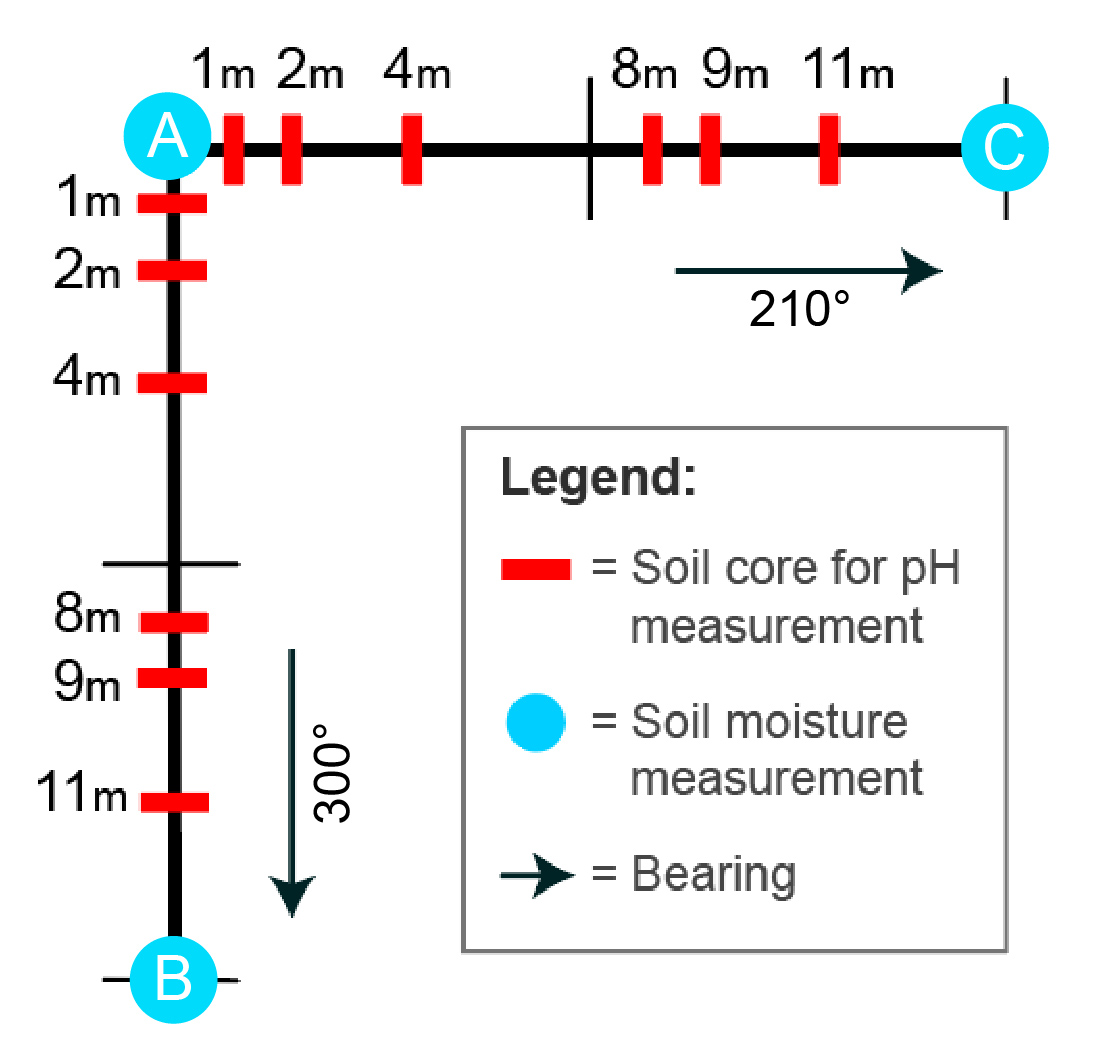 1m 2m 4m 8m 9m 11m
A
C
1m
2m
210°
4m
Legend:
= Soil core for pH
measurement
8m
9m
= Soil moisture
measurement
300°
11m
= Bearing
B